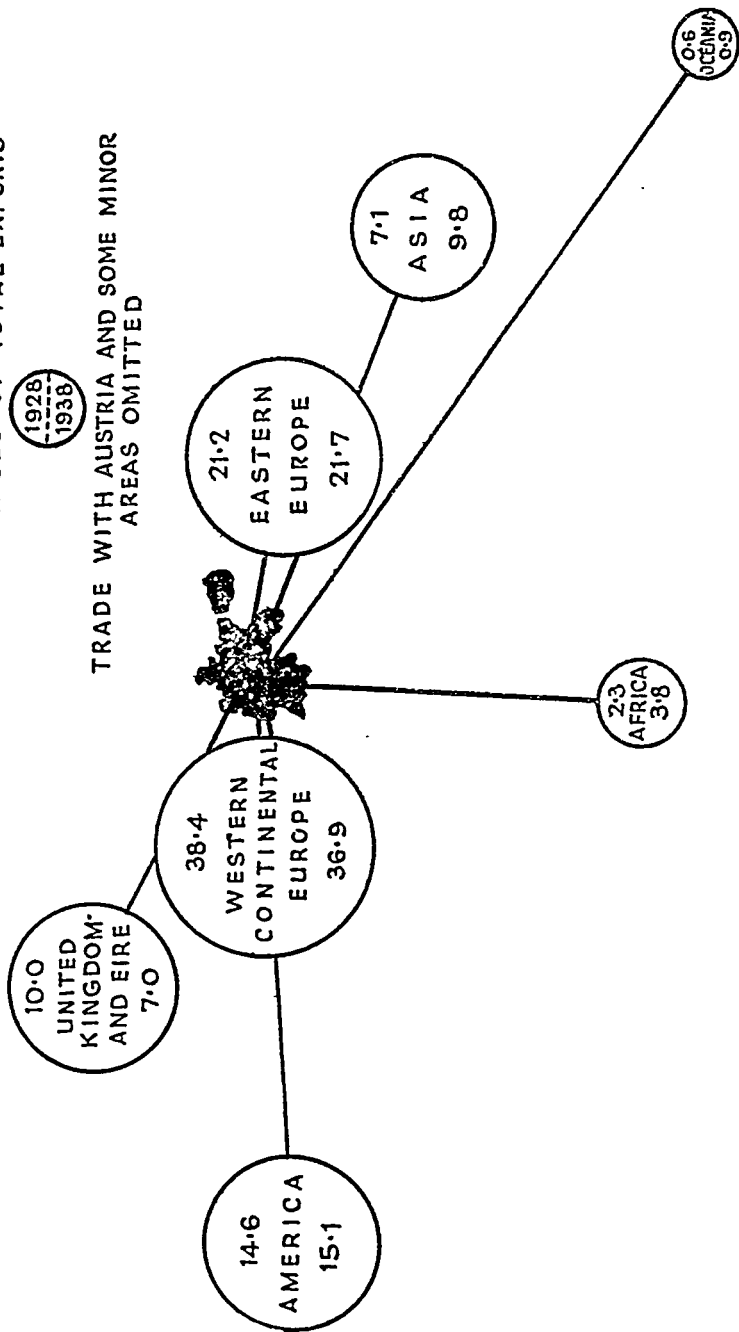 1928
1938
TRADE WITH AUSTRIA AND SOME MINOR
AREAS OMITTED
10·0
UNITED
KINGDOM·
AND EIRE
7·0
38·4
WESTERN
CONTINENTAL
EUROPE
36·9
21·2
EASTERN
EUROPE
21·7
14·6
AMERICA
15·1
7·1
ASIA
9·8
2·3
AFRICA
3·8
0·6
OCEANIA
0·9